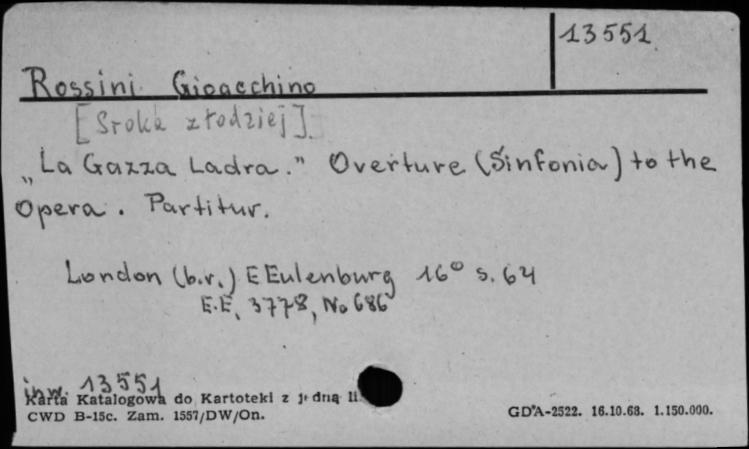 13551
Rossini Gioacchino
[Sroka złodziej]
„La Gazza Ladra." Overture (Sinfonia) to the
Opera. Partitur.
London (b.r.) E Eulenburg 16° s. 64
E.E, 3778, No 686
inw. 13551
Karta Katalogowa do Kartoteki z jedną
CWD B-15c. Zam. 1557/DW/On.
GDA-2522. 16.10.68. 1.150.000.